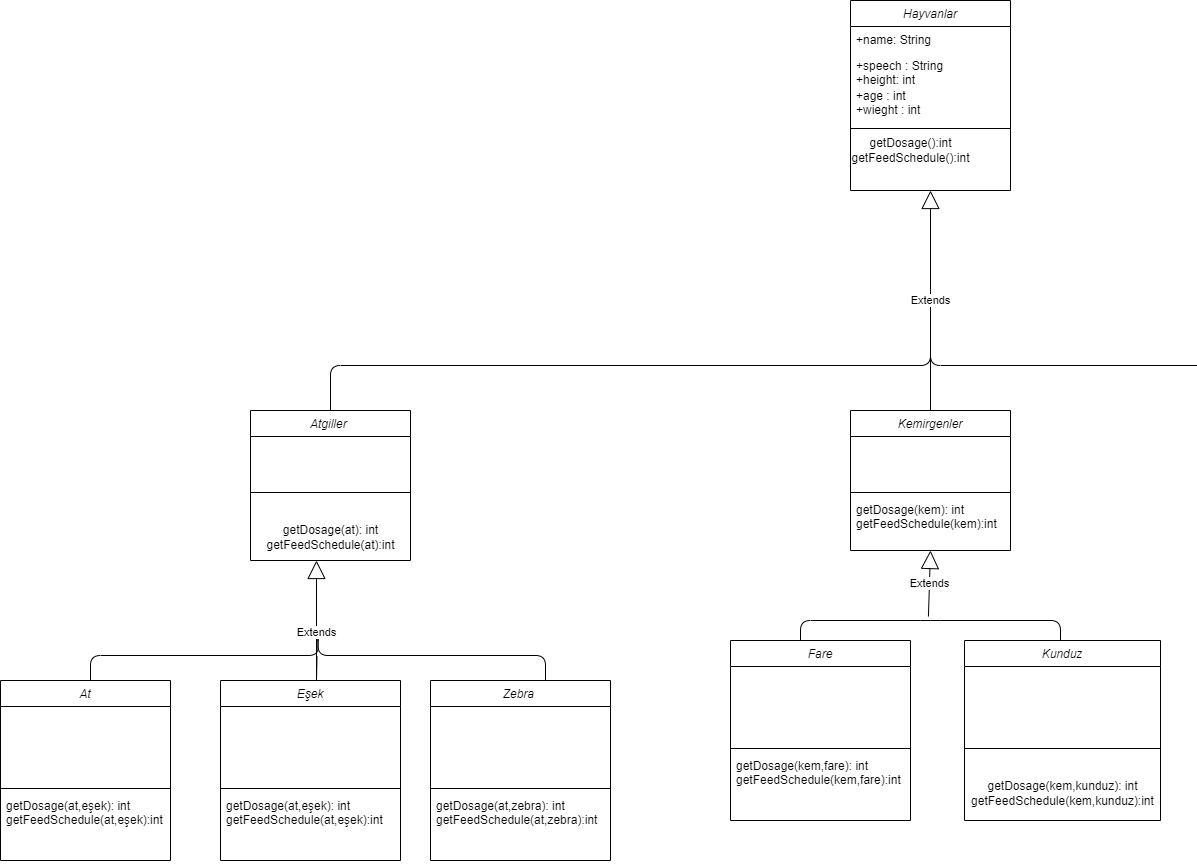 Hayvanlar
+name: String
+speech : String
+height: int
+age : int
+wieght : int
getDosage():int
getFeedSchedule():int
Extends
Atgiller
getDosage(at): int
getFeedSchedule(at):int
Kemirgenler
getDosage(kem): int
getFeedSchedule(kem):int
Extends
Extends
At
getDosage(at,eşek): int
getFeedSchedule(at,eşek):int
Eşek
getDosage(at,eşek): int
getFeedSchedule(at,eşek):int
Zebra
getDosage(at,zebra): int
getFeedSchedule(at,zebra):int
Fare
getDosage(kem,fare): int
getFeedSchedule(kem,fare):int
Kunduz
getDosage(kem,kunduz): int
getFeedSchedule(kem,kunduz):int